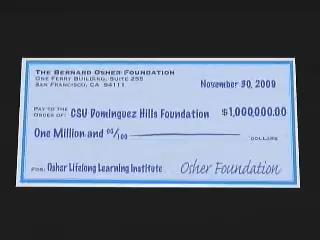 THE BERNARD OSHER FOUNDATION
ONE FERRY BUILDING, SUITE 255
SAN FRANCISCO, CA 94111
November 30, 2009
PAY TO THE
ORDER OF: CSU Dominguez Hills Foundation $1,000,000.00
One Million and 00/100 DOLLARS
FOR: Osher Lifelong Learning Institute Osher Foundation